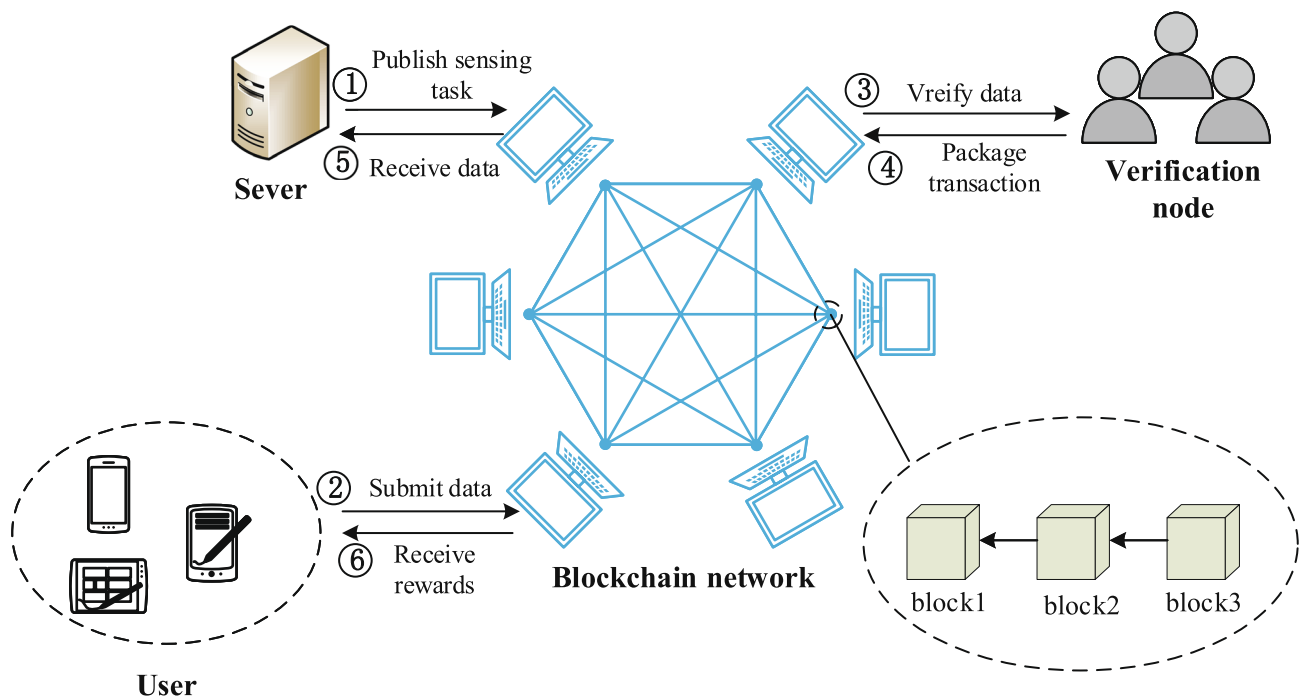 ① Publish sensing
task
⑤ Receive data
Sever
③ Vreify data
④ Package
transaction
Verification
node
② Submit data
⑥ Receive
rewards
User
Blockchain network
block1
block2
block3